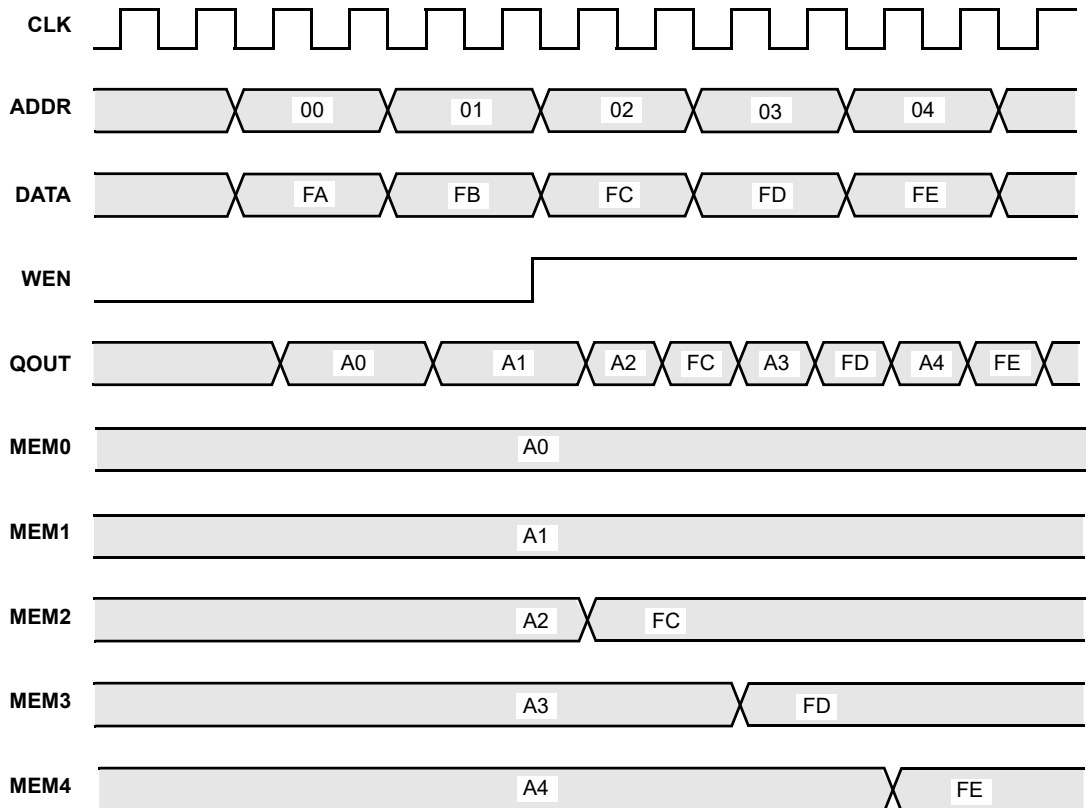 CLK
ADDR 00 01 02 03 04
DATA FA FB FC FD FE
WEN
QOUT A0 A1 A2 FC A3 FD A4 FE
MEM0 A0
MEM1 A1
MEM2 A2 FC
MEM3 A3 FD
MEM4 A4 FE